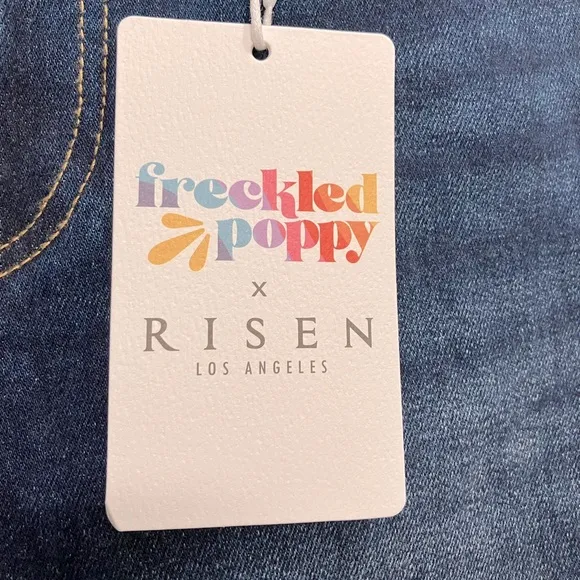 freckled
poppy
x
RISEN
LOS ANGELES